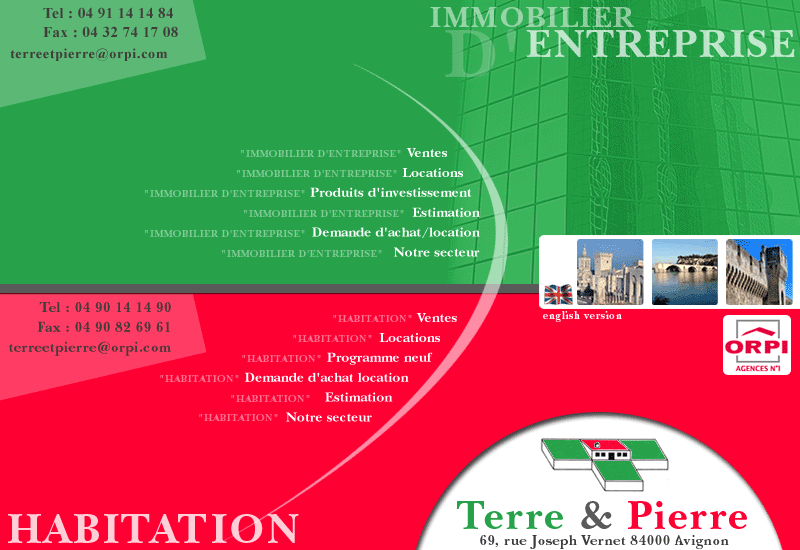 Tel : 04 91 14 14 84
Fax : 04 32 74 17 08
terreetpierre@orpi.com
IMMOBILIER
D'ENTREPRISE
"IMMOBILIER D'ENTREPRISE" Ventes
"IMMOBILIER D'ENTREPRISE" Locations
"IMMOBILIER D'ENTREPRISE" Produits d'investissement
"IMMOBILIER D'ENTREPRISE" Estimation
"IMMOBILIER D'ENTREPRISE" Demande d'achat/location
"IMMOBILIER D'ENTREPRISE" Notre secteur
english version
Tel : 04 90 14 14 90
Fax : 04 90 82 69 61
terreetpierre@orpi.com
"HABITATION" Ventes
"HABITATION" Locations
"HABITATION" Programme neuf
"HABITATION" Demande d'achat location
"HABITATION" Estimation
"HABITATION" Notre secteur
ORPI
AGENCES N°1
HABITATION
Terre & Pierre
69, rue Joseph Vernet 84000 Avignon